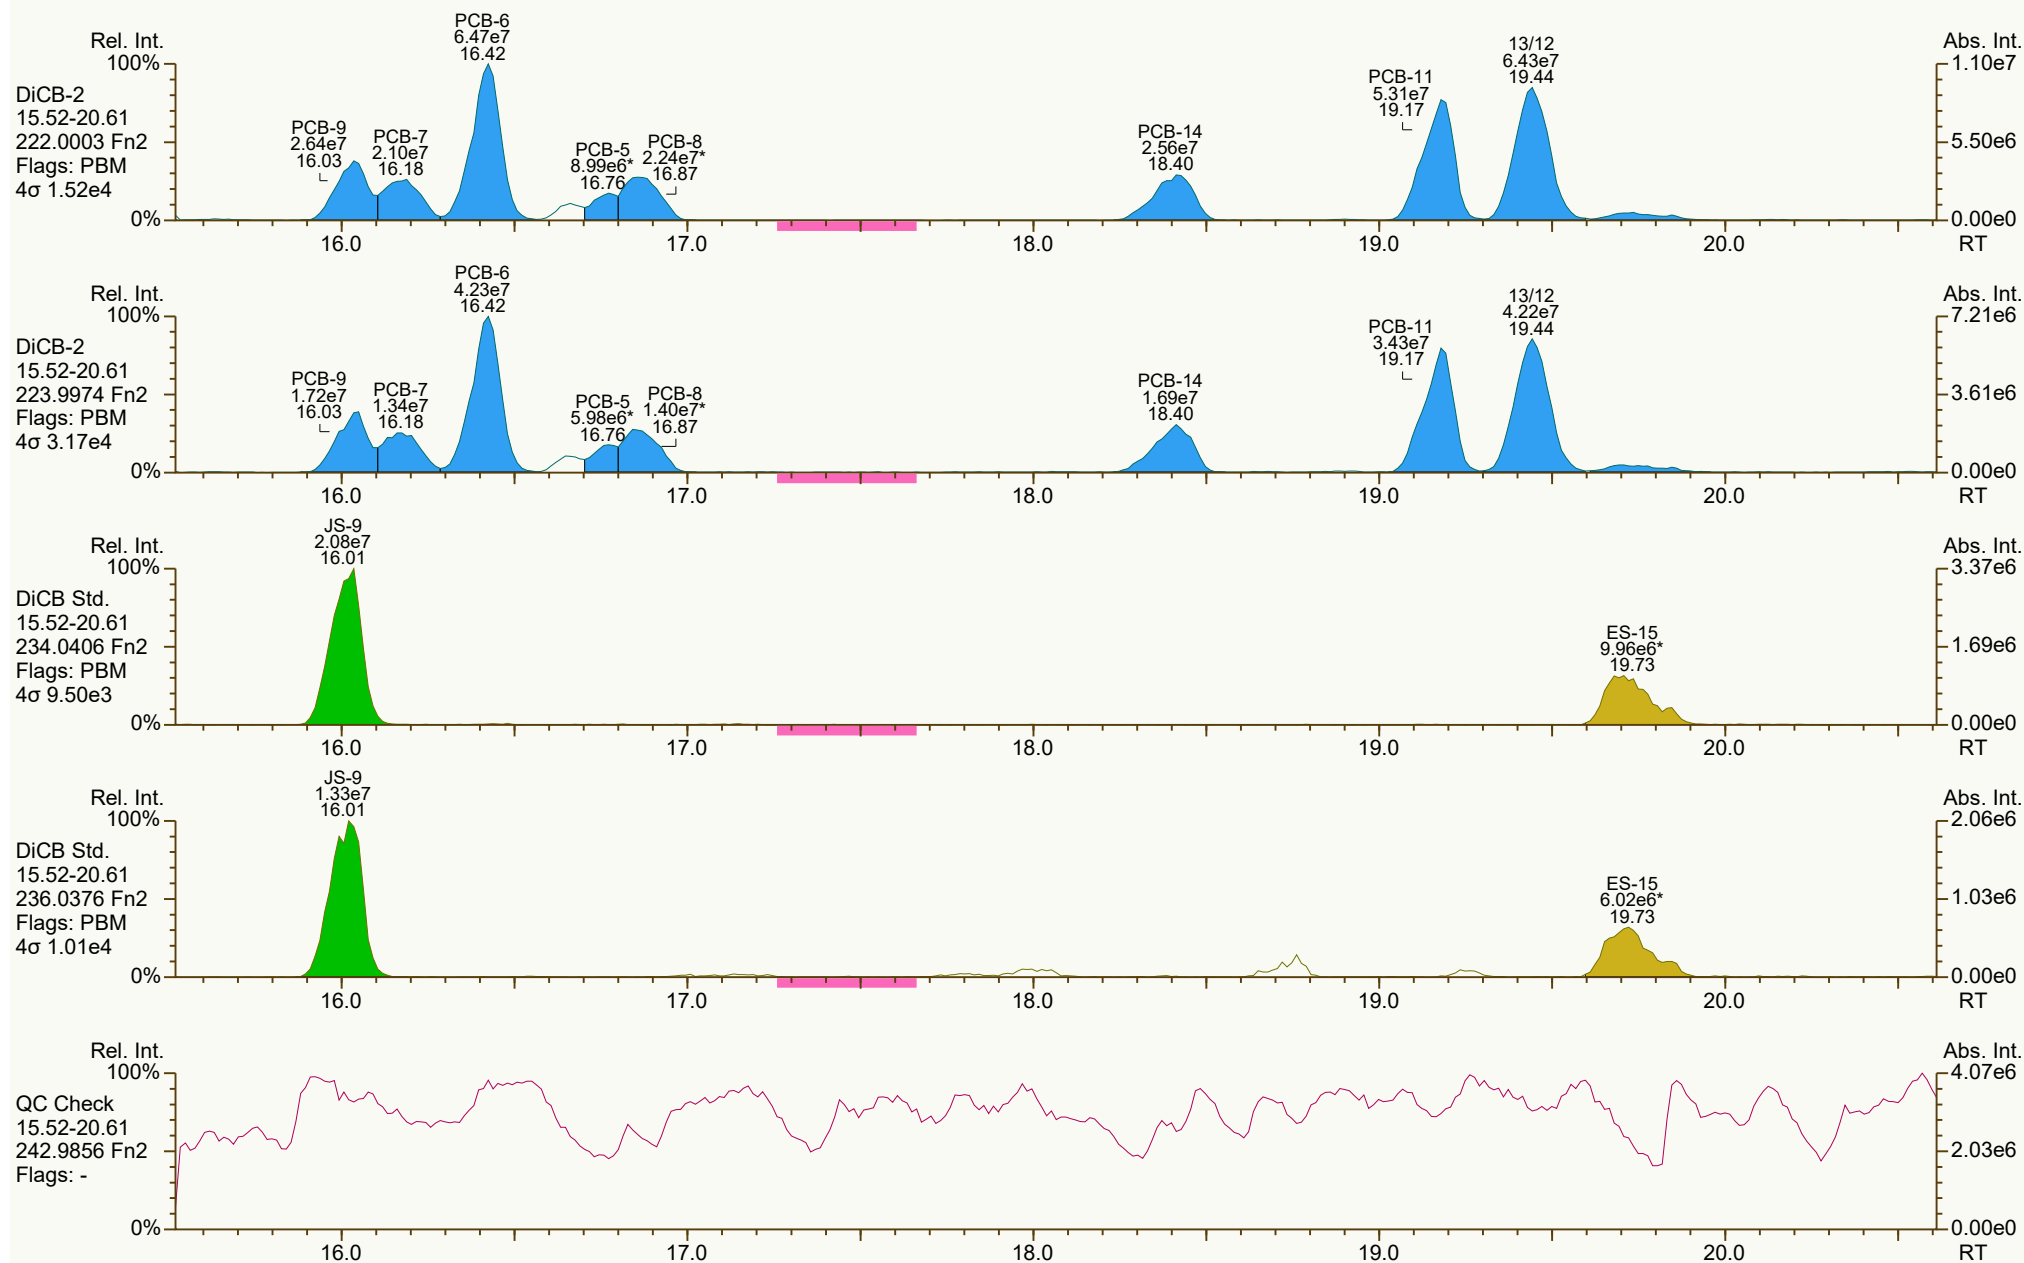 Rel. Int.
100%
0%
DiCB-2
15.52-20.61
222.0003 Fn2
Flags: PBM
4σ 1.52e4
PCB-9
2.64e7
16.03
PCB-7
2.10e7
16.18
PCB-6
6.47e7
16.42
PCB-5
8.99e6*
16.76
PCB-8
2.24e7*
16.87
PCB-14
2.56e7
18.40
PCB-11
5.31e7
19.17
13/12
6.43e7
19.44
Abs. Int.
1.10e7
5.50e6
0.00e0
16.0 17.0 18.0 19.0 20.0 RT
Rel. Int.
100%
0%
DiCB-2
15.52-20.61
223.9974 Fn2
Flags: PBM
4σ 3.17e4
PCB-9
1.72e7
16.03
PCB-7
1.34e7
16.18
PCB-6
4.23e7
16.42
PCB-5
5.98e6*
16.76
PCB-8
1.40e7*
16.87
PCB-14
1.69e7
18.40
PCB-11
3.43e7
19.17
13/12
4.22e7
19.44
Abs. Int.
7.21e6
3.61e6
0.00e0
16.0 17.0 18.0 19.0 20.0 RT
Rel. Int.
100%
0%
DiCB Std.
15.52-20.61
234.0406 Fn2
Flags: PBM
4σ 9.50e3
JS-9
2.08e7
16.01
ES-15
9.96e6*
19.73
Abs. Int.
3.37e6
1.69e6
0.00e0
16.0 17.0 18.0 19.0 20.0 RT
Rel. Int.
100%
0%
DiCB Std.
15.52-20.61
236.0376 Fn2
Flags: PBM
4σ 1.01e4
JS-9
1.33e7
16.01
ES-15
6.02e6*
19.73
Abs. Int.
2.06e6
1.03e6
0.00e0
16.0 17.0 18.0 19.0 20.0 RT
Rel. Int.
100%
0%
QC Check
15.52-20.61
242.9856 Fn2
Flags: -
Abs. Int.
4.07e6
2.03e6
0.00e0
16.0 17.0 18.0 19.0 20.0 RT